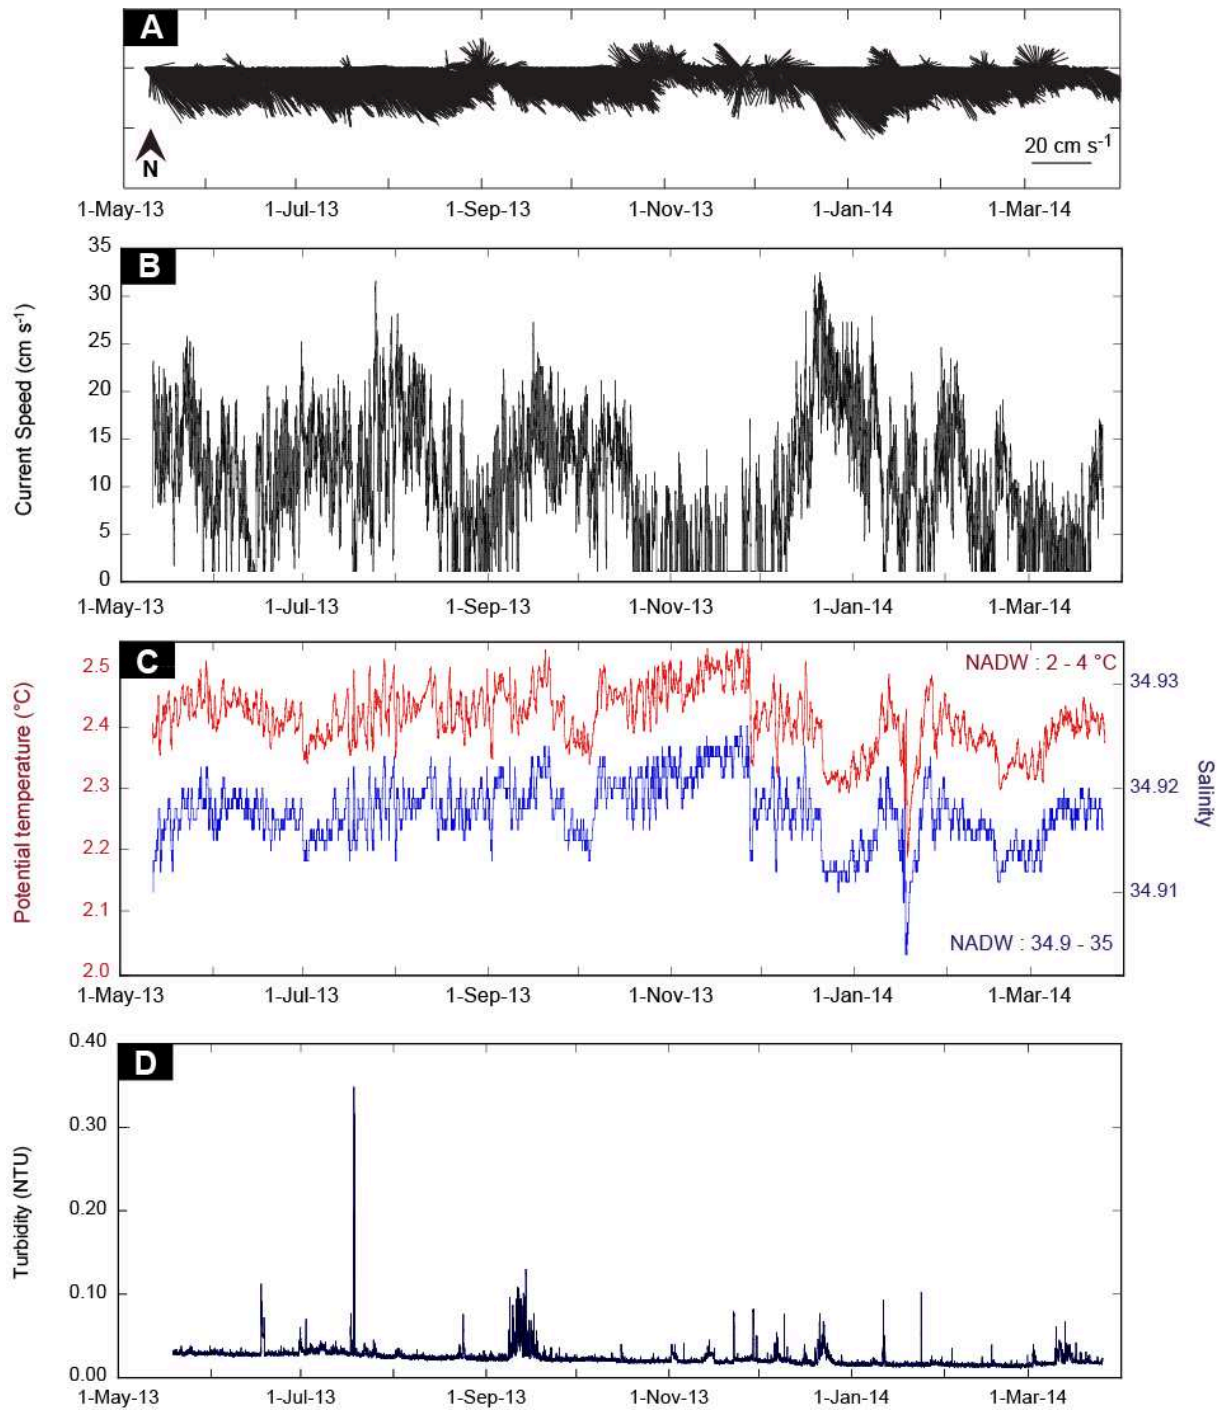 A
N
20 cm s-1
1-May-13 1-Jul-13 1-Sep-13 1-Nov-13 1-Jan-14 1-Mar-14
B
Current Speed (cm s-1)
35
30
25
20
15
10
5
0
1-May-13 1-Jul-13 1-Sep-13 1-Nov-13 1-Jan-14 1-Mar-14
C
NADW : 2 - 4 °C
Potential temperature (°C)
2.5
2.4
2.3
2.2
2.1
2.0
34.93
34.92
34.91
Salinity
NADW : 34.9 - 35
1-May-13 1-Jul-13 1-Sep-13 1-Nov-13 1-Jan-14 1-Mar-14
D
Turbidity (NTU)
0.40
0.30
0.20
0.10
0.00
1-May-13 1-Jul-13 1-Sep-13 1-Nov-13 1-Jan-14 1-Mar-14